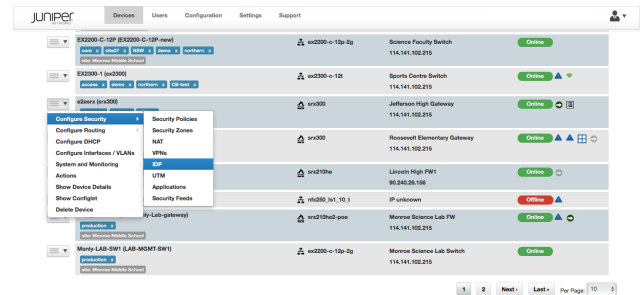 JUNIPER
NETWORKS
Devices
Users
Configuration
Settings
Support
EX2200-C-12P (EX2200-C-12P-new)
core x
site37 x
NSW x
demo x
northern x
site: Monroe Middle School
ex2200-c-12p-2g
Science Faculty Switch
114.141.102.215
Online
EX2300-1 (ex2300)
access x
demo x
northern x
CB-test x
ex2300-c-12t
Sports Centre Switch
114.141.102.215
Online
e2esrx (srx300)
srx300
Jefferson High Gateway
114.141.102.215
Online
Configure Security
Configure Routing
Configure DHCP
Configure Interfaces / VLANs
System and Monitoring
Actions
Show Device Details
Show Configlet
Delete Device
Security Policies
Security Zones
NAT
VPNs
IDP
UTM
Applications
Security Feeds
srx300
Roosevelt Elementary Gateway
114.141.102.215
Online
srx210he
Lincoln High FW1
90.240.26.156
Online
nfx250_ls1_10_t
IP unknown
Offline
nly-Lab-gateway)
production x
site: Monroe Middle School
srx210he2-poe
Monroe Science Lab FW
114.141.102.215
Online
Manly-LAB-SW1 (LAB-MGMT-SW1)
production x
site: Monroe Middle School
ex2200-c-12p-2g
Monroe Science Lab Switch
114.141.102.215
Online
1
2
Next ›
Last »
Per Page: 10